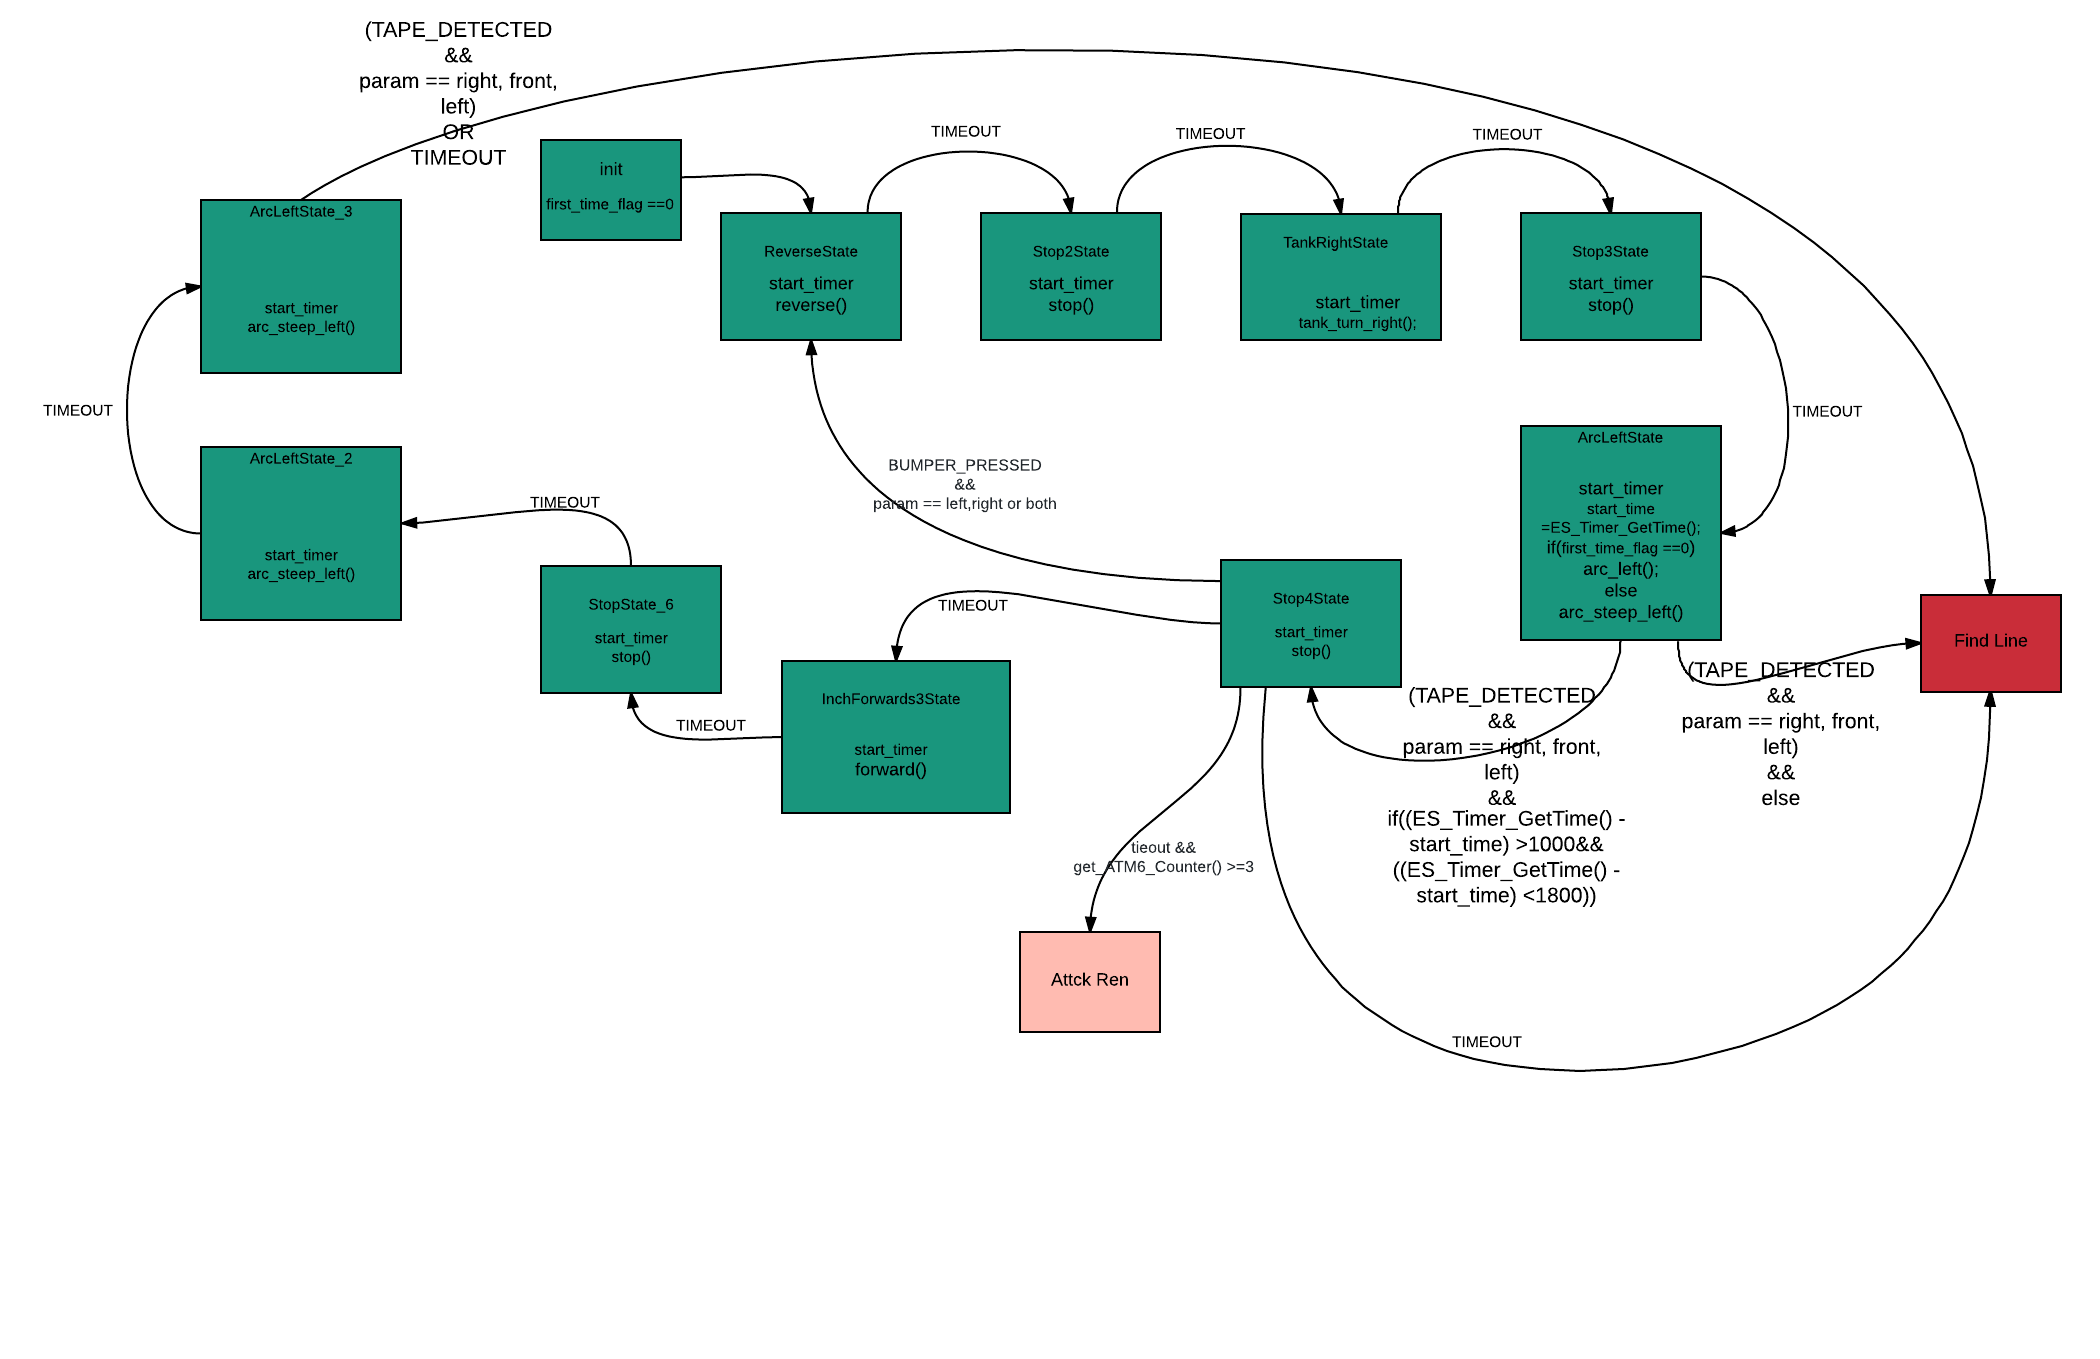 (TAPE_DETECTED
&&
param == right, front,
left)
OR
TIMEOUT
init
first_time_flag ==0
TIMEOUT
TIMEOUT
TIMEOUT
ArcLeftState_3
start_timer
arc_steep_left()
ReverseState
start_timer
reverse()
Stop2State
start_timer
stop()
TankRightState
start_timer
tank_turn_right();
Stop3State
start_timer
stop()
TIMEOUT
TIMEOUT
ArcLeftState_2
start_timer
arc_steep_left()
TIMEOUT
BUMPER_PRESSED
&&
param == left,right or both
ArcLeftState
start_timer
start_time
=ES_Timer_GetTime();
if(first_time_flag ==0)
arc_left();
else
arc_steep_left()
StopState_6
start_timer
stop()
TIMEOUT
Stop4State
start_timer
stop()
Find Line
InchForwards3State
start_timer
forward()
TIMEOUT
(TAPE_DETECTED
&&
param == right, front,
left)
&&
if((ES_Timer_GetTime() -
start_time) >1000&&
((ES_Timer_GetTime() -
start_time) <1800))
(TAPE_DETECTED
&&
param == right, front,
left)
&&
else
tieout &&
get_ATM6_Counter() >=3
Attck Ren
TIMEOUT